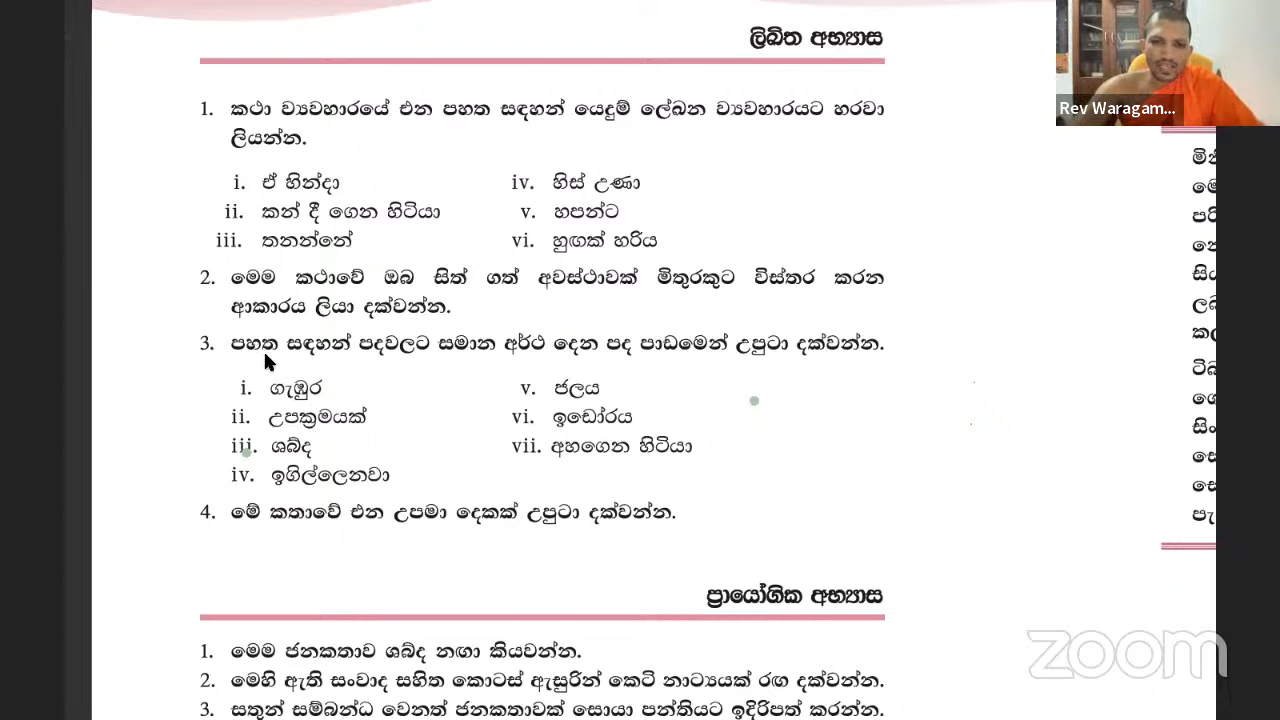 ලිඛිත අභ්‍යාස
Rev Waragam...
1. කථා ව්‍යවහාරයේ එන පහත සඳහන් යෙදුම් ලේඛන ව්‍යවහාරයට හරවා
ලියන්න.
i. ඒ හින්දා
iv. හිස් උණා
ii. කන් දී ගෙන හිටියා
v. හපන්ට
iii. තනන්නේ
vi. හුඟක් හරිය
2. මෙම කථාවේ ඔබ සිත් ගත් අවස්ථාවක් මිතුරකුට විස්තර කරන
ආකාරය ලියා දක්වන්න.
3. පහත සඳහන් පදවලට සමාන අර්ථ දෙන පද පාඩමෙන් උපුටා දක්වන්න.
i. ගැඹුර
v. ජලය
ii. උපක්‍රමයක්
vi. ඉඩෝරය
iii. ශබ්ද
vii. අහගෙන හිටියා
iv. ඉගිල්ලෙනවා
4. මේ කතාවේ එන උපමා දෙකක් උපුටා දක්වන්න.
ප්‍රායෝගික අභ්‍යාස
1. මෙම ජනකතාව ශබ්ද නඟා කියවන්න.
2. මෙහි ඇති සංවාද සහිත කොටස් ඇසුරින් කෙටි නාට්‍යයක් රඟ දක්වන්න.
3. සතුන් සම්බන්ධ වෙනත් ජනකතාවක් සොයා පන්තියට ඉදිරිපත් කරන්න.
zoom